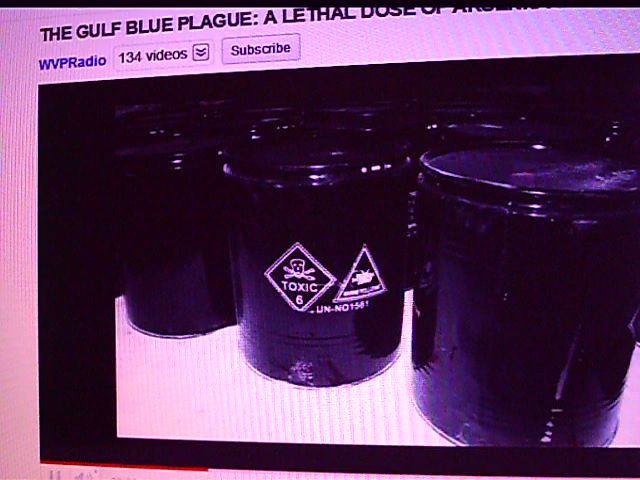 THE GULF BLUE PLAGUE: A LETHAL DOSE OF
WVPRadio 134 videos Subscribe
TOXIC
6
UN-NO1561